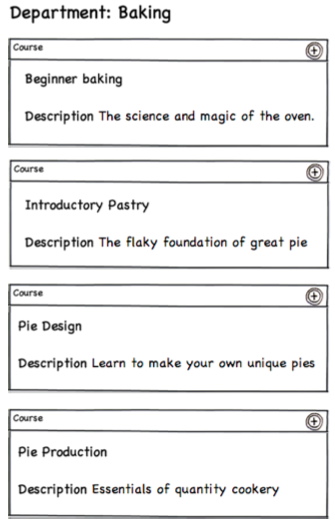 Department: Baking
Course
Beginner baking
Description The science and magic of the oven.
Course
Introductory Pastry
Description The flaky foundation of great pie
Course
Pie Design
Description Learn to make your own unique pies
Course
Pie Production
Description Essentials of quantity cookery